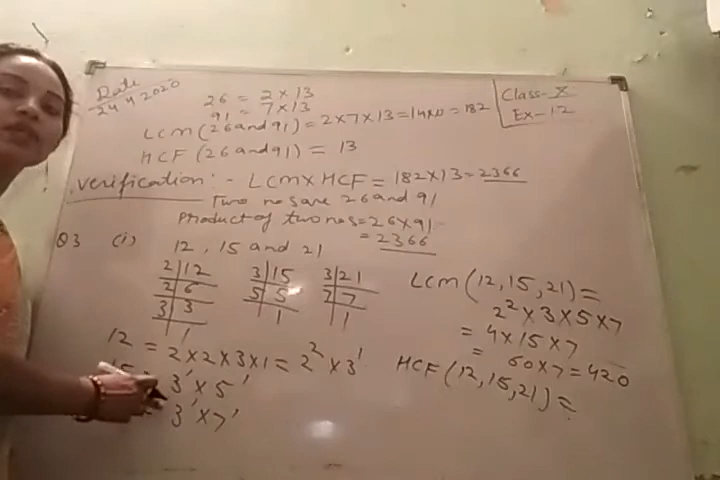 Date
24 4 2020
Class-X
Ex-1.2
26 = 2 × 13
91 = 7 × 13
LCM (26 and 91) = 2 × 7 × 13 = 14 × 13 = 182
HCF (26 and 91) = 13
Verification:- LCM × HCF = 182 × 13 = 2366
Two nos are 26 and 91
Product of two nos = 26 × 91
= 2366
Q3 (i) 12, 15 and 21
2|12 3|15 3|21
2|6 5|5 7|7
3|3 1 1
1
12 = 2 × 2 × 3 × 1 = 2² × 3¹
15 = 3¹ × 5¹
3¹ × 7¹
LCM (12, 15, 21) =
2² × 3 × 5 × 7
= 4 × 15 × 7
= 60 × 7 = 420
HCF (12, 15, 21) =